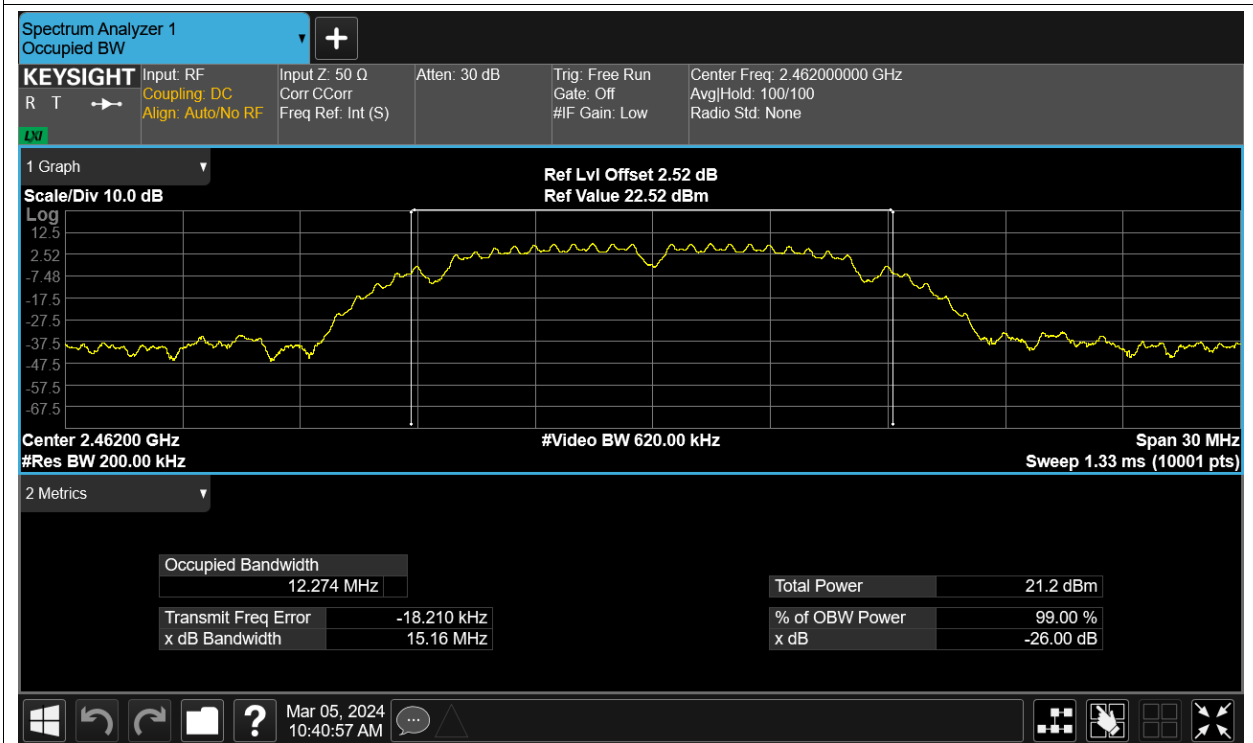 Spectrum Analyzer 1
Occupied BW
KEYSIGHT
R T
LXI
Input: RF
Coupling: DC
Align: Auto/No RF
Input Z: 50 Ω
Corr CCorr
Freq Ref: Int (S)
Atten: 30 dB
Trig: Free Run
Gate: Off
#IF Gain: Low
Center Freq: 2.462000000 GHz
Avg|Hold: 100/100
Radio Std: None
1 Graph
Scale/Div 10.0 dB
Ref Lvl Offset 2.52 dB
Ref Value 22.52 dBm
Log
12.5
2.52
-7.48
-17.5
-27.5
-37.5
-47.5
-57.5
-67.5
Center 2.46200 GHz
#Res BW 200.00 kHz
#Video BW 620.00 kHz
Span 30 MHz
Sweep 1.33 ms (10001 pts)
2 Metrics
Occupied Bandwidth
12.274 MHz
Transmit Freq Error -18.210 kHz
x dB Bandwidth 15.16 MHz
Total Power 21.2 dBm
% of OBW Power 99.00 %
x dB -26.00 dB
?
Mar 05, 2024
10:40:57 AM